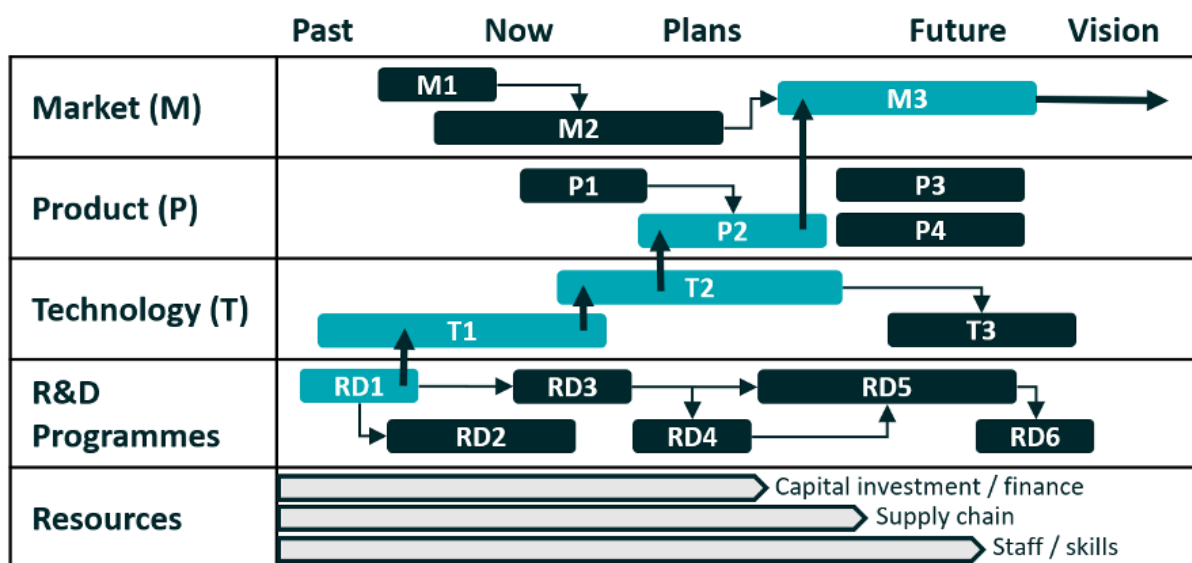 Past Now Plans Future Vision
Market (M)
M1
M2
M3
Product (P)
P1
P2
P3
P4
Technology (T)
T1
T2
T3
R&D
Programmes
RD1
RD2
RD3
RD4
RD5
RD6
Resources
Capital investment / finance
Supply chain
Staff / skills